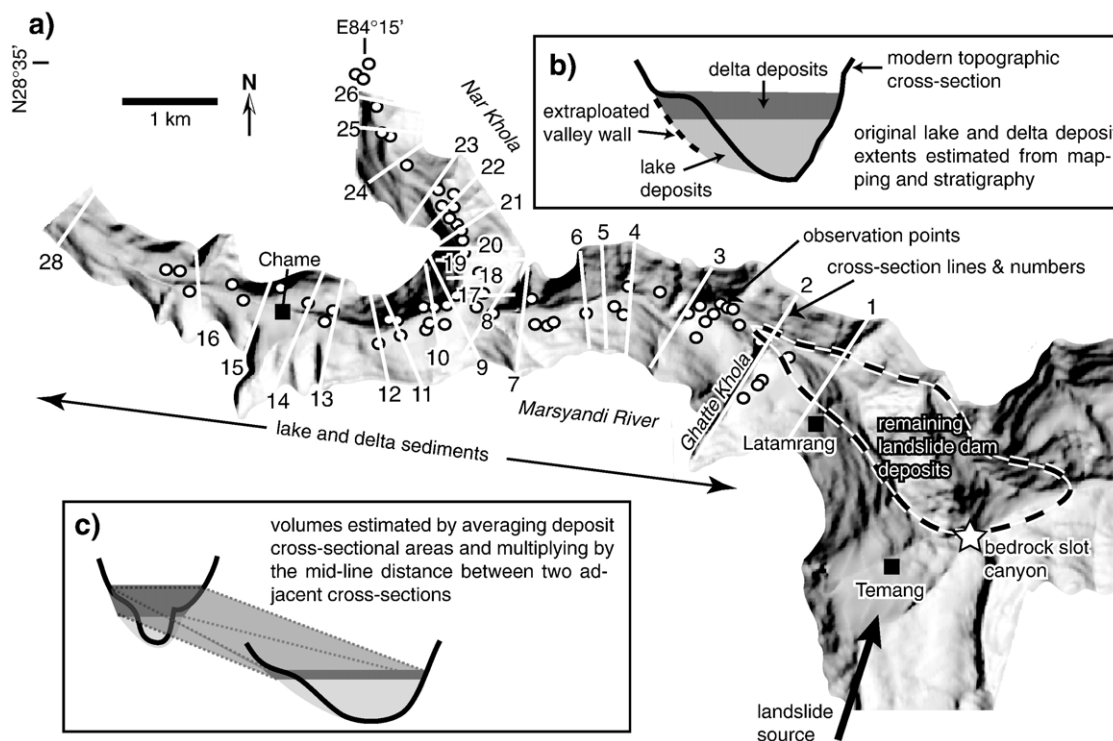 a)
N28°35'
E84°15'
N
1 km
26
25
24
Nar Khola
23
22
21
20
19
18
17
28
16
Chame
15
14
13
12
11
10
9
8
7
6
5
4
3
2
1
observation points
cross-section lines & numbers
Marsyandi River
Ghatte Khola
Latamrang
lake and delta sediments
remaining
landslide dam
deposits
bedrock slot
canyon
Temang
landslide
source
b)
delta deposits
modern topographic
cross-section
extraploated
valley wall
lake
deposits
original lake and delta deposit
extents estimated from map-
ping and stratigraphy
c)
volumes estimated by averaging deposit
cross-sectional areas and multiplying by
the mid-line distance between two ad-
jacent cross-sections